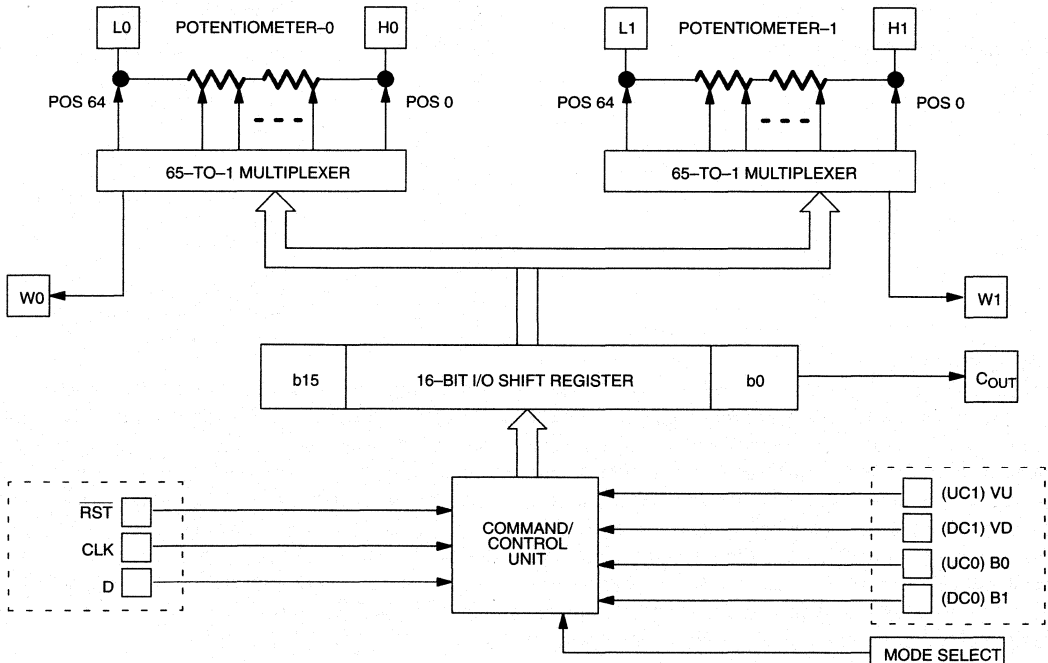 L0 POTENTIOMETER–0 H0
L1 POTENTIOMETER–1 H1
POS 64 POS 0
POS 64 POS 0
65–TO–1 MULTIPLEXER
65–TO–1 MULTIPLEXER
W0
W1
b15 16–BIT I/O SHIFT REGISTER b0
COUT
RST
CLK
D
COMMAND/
CONTROL
UNIT
(UC1) VU
(DC1) VD
(UC0) B0
(DC0) B1
MODE SELECT